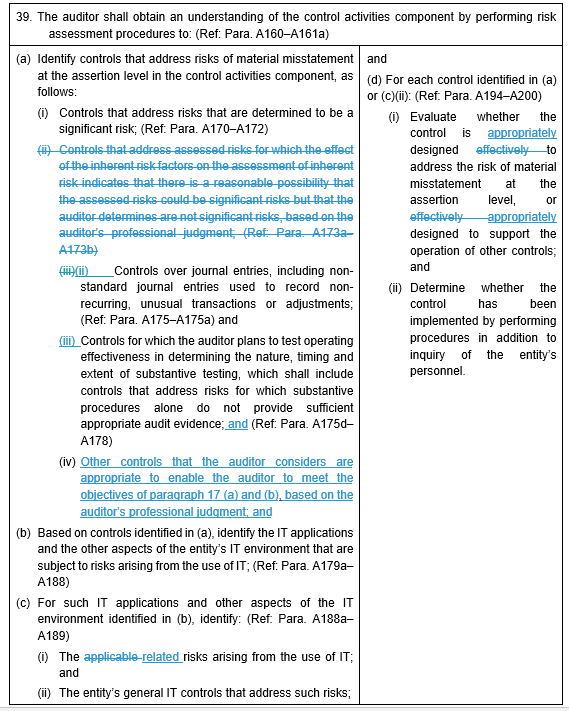 39. The auditor shall obtain an understanding of the control activities component by performing risk
assessment procedures to: (Ref: Para. A160–A161a)
(a) Identify controls that address risks of material misstatement
at the assertion level in the control activities component, as
follows:
(i) Controls that address risks that are determined to be a
significant risk; (Ref: Para. A170–A172)
(ii) Controls that address assessed risks for which the effect
of the inherent risk factors on the assessment of inherent
risk indicates that there is a reasonable possibility that
the assessed risks could be significant risks but that the
auditor determines are not significant risks, based on the
auditor's professional judgment; (Ref: Para. A173a–
A173b)
(iii)(ii) Controls over journal entries, including non-
standard journal entries used to record non-
recurring, unusual transactions or adjustments;
(Ref: Para. A175–A175a) and
(iii) Controls for which the auditor plans to test operating
effectiveness in determining the nature, timing and
extent of substantive testing, which shall include
controls that address risks for which substantive
procedures alone do not provide sufficient
appropriate audit evidence; and (Ref: Para. A175d–
A178)
(iv) Other controls that the auditor considers are
appropriate to enable the auditor to meet the
objectives of paragraph 17 (a) and (b), based on the
auditor's professional judgment; and
(b) Based on controls identified in (a), identify the IT applications
and the other aspects of the entity's IT environment that are
subject to risks arising from the use of IT; (Ref: Para. A179a–
A188)
(c) For such IT applications and other aspects of the IT
environment identified in (b), identify: (Ref: Para. A188a–
A189)
(i) The applicable related risks arising from the use of IT;
and
(ii) The entity's general IT controls that address such risks;
and
(d) For each control identified in (a)
or (c)(ii): (Ref: Para. A194–A200)
(i) Evaluate whether the
control is appropriately
designed effectively to
address the risk of material
misstatement at the
assertion level, or
effectively appropriately
designed to support the
operation of other controls;
and
(ii) Determine whether the
control has been
implemented by performing
procedures in addition to
inquiry of the entity's
personnel.